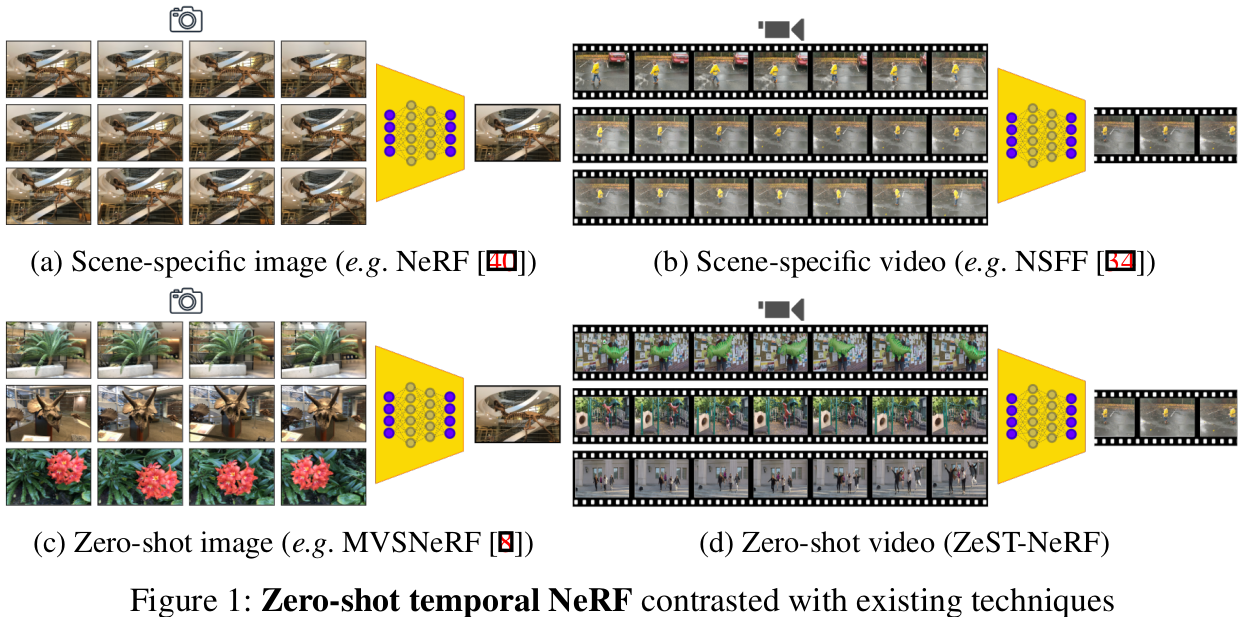 (a) Scene-specific image (e.g. NeRF [40])
(b) Scene-specific video (e.g. NSFF [34])
(c) Zero-shot image (e.g. MVSNeRF [8])
(d) Zero-shot video (ZeST-NeRF)
Figure 1: Zero-shot temporal NeRF contrasted with existing techniques